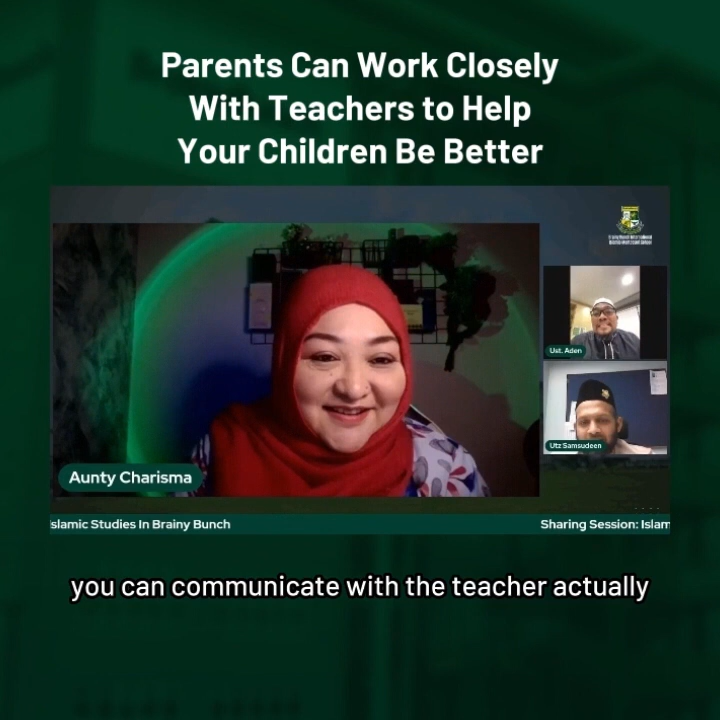 Parents Can Work Closely
With Teachers to Help
Your Children Be Better
Ust. Aden
Utz Samsudeen
Aunty Charisma
slamic Studies In Brainy Bunch
Sharing Session: Islam
you can communicate with the teacher actually